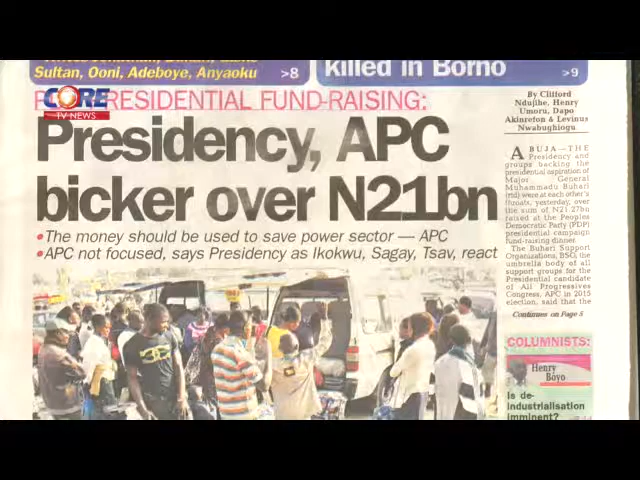 Sultan, Ooni, Adeboye, Anyaoku >8
killed in Borno >9
CORE
TV NEWS
PRESIDENTIAL FUND-RAISING:
Presidency, APC
bicker over N21bn
•The money should be used to save power sector — APC
•APC not focused, says Presidency as Ikokwu, Sagay, Tsav, react
By Clifford
Ndujihe, Henry
Umoru, Dapo
Akinrefon & Levinus
Nwabughiogu
ABUJA—THE
Presidency and
groups backing the
presidential aspiration of
Major General
Muhammadu Buhari
(rtd) were at each other's
throats, yesterday, over
the sum of N21.27bn
raised at the Peoples
Democratic Party (PDP)
presidential campaign
fund-raising dinner.
The Buhari Support
Organizations, BSO, the
umbrella body of all
support groups for the
Presidential candidate
of All Progressives
Congress, APC in 2015
election, said that the
Continues on Page 5
COLUMNISTS:
Henry
Boyo
Is de-
industrialisation
imminent?